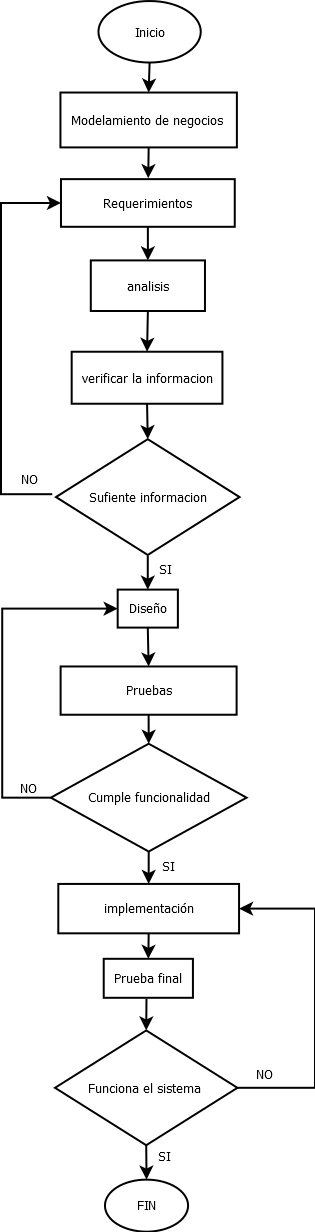 Inicio
Modelamiento de negocios
Requerimientos
analisis
verificar la informacion
NO
Sufiente informacion
SI
Diseño
Pruebas
NO
Cumple funcionalidad
SI
implementación
Prueba final
NO
Funciona el sistema
SI
FIN